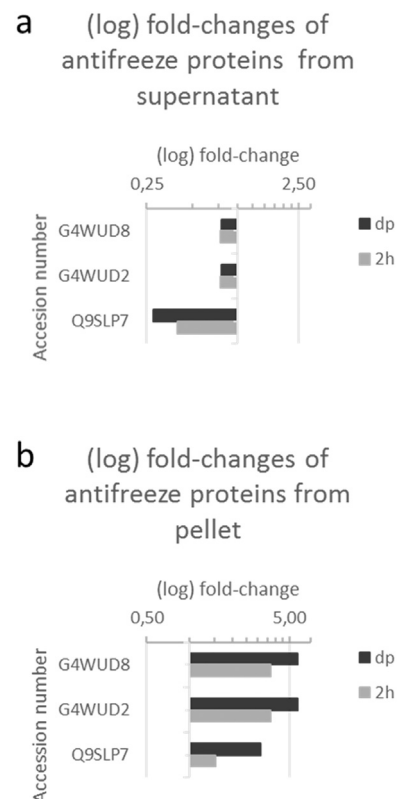 a
(log) fold-changes of
antifreeze proteins from
supernatant
(log) fold-change
0,25 2,50
Accesion number
G4WUD8
G4WUD2
Q9SLP7
dp
2h
b
(log) fold-changes of
antifreeze proteins from
pellet
(log) fold-change
0,50 5,00
Accession number
G4WUD8
G4WUD2
Q9SLP7
dp
2h